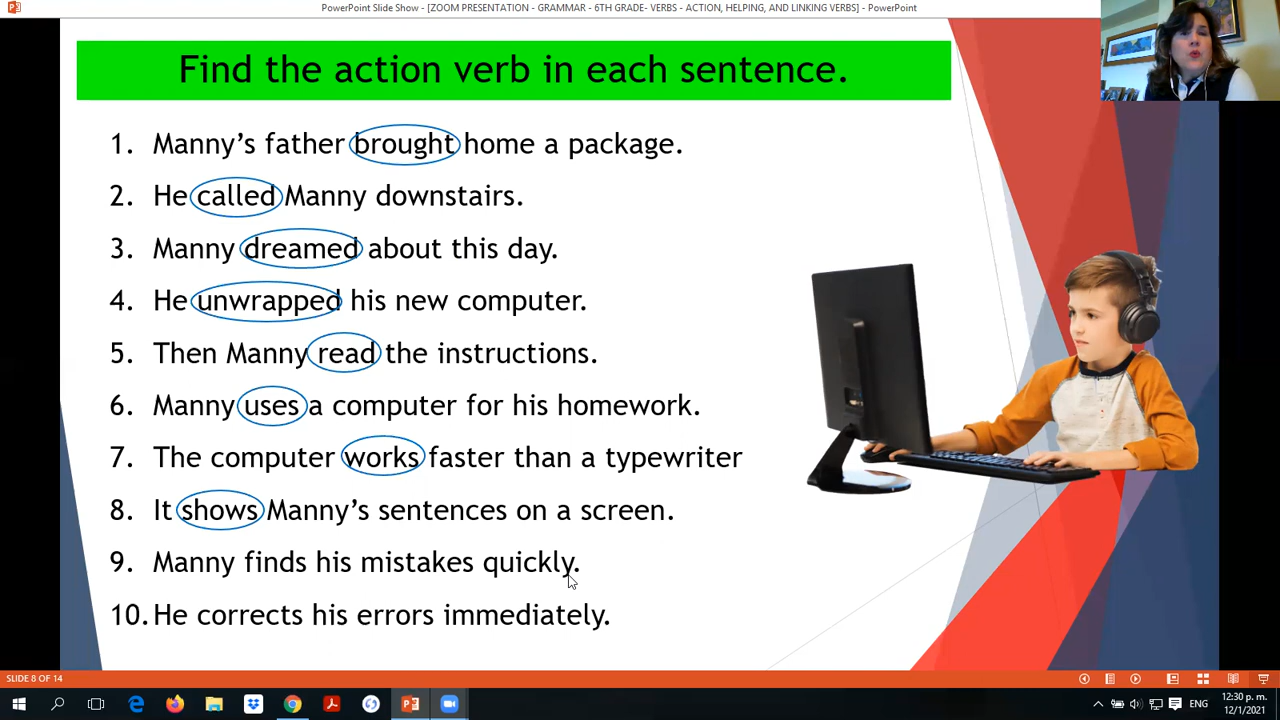 PowerPoint Slide Show - [ZOOM PRESENTATION - GRAMMAR - 6TH GRADE- VERBS - ACTION, HELPING, AND LINKING VERBS] - PowerPoint
Find the action verb in each sentence.
1. Manny’s father brought home a package.
2. He called Manny downstairs.
3. Manny dreamed about this day.
4. He unwrapped his new computer.
5. Then Manny read the instructions.
6. Manny uses a computer for his homework.
7. The computer works faster than a typewriter
8. It shows Manny’s sentences on a screen.
9. Manny finds his mistakes quickly.
10. He corrects his errors immediately.
SLIDE 8 OF 14
ENG
12:30 p. m.
12/1/2021